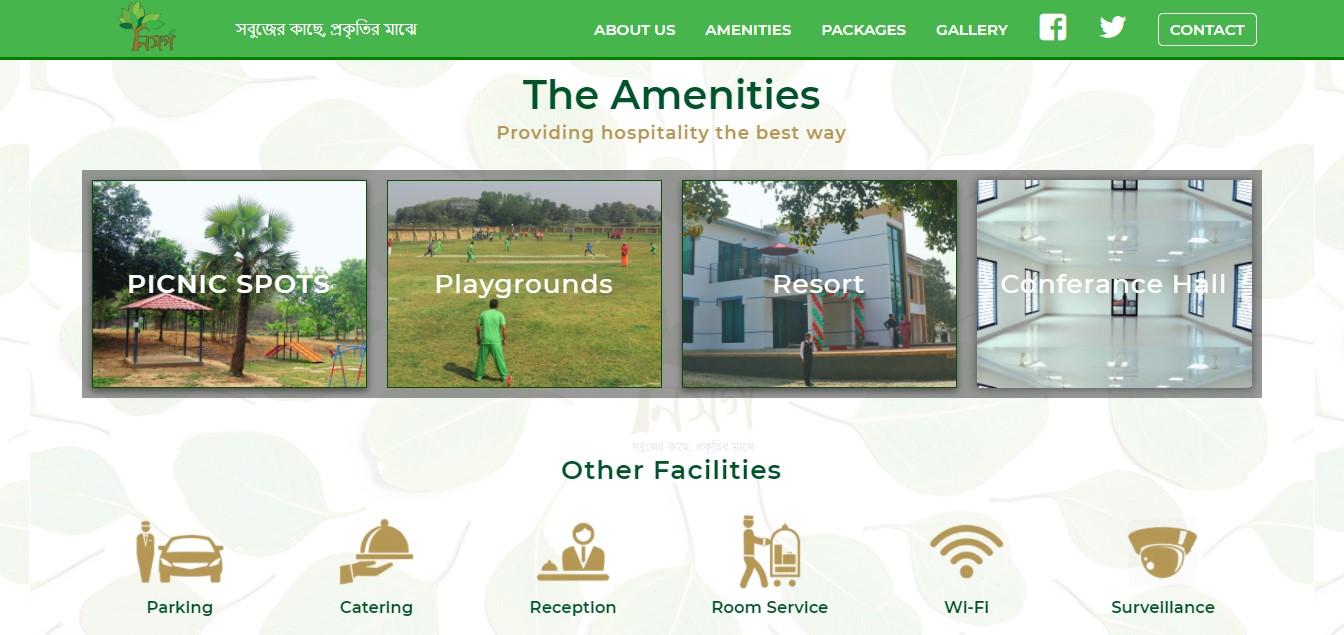 নিসর্গ
সবুজের কাছে, প্রকৃতির মাঝে
ABOUT US
AMENITIES
PACKAGES
GALLERY
CONTACT
The Amenities
Providing hospitality the best way
PICNIC SPOTS
Playgrounds
Resort
Conferance Hall
নিসর্গ
সবুজের কাছে, প্রকৃতির মাঝে
Other Facilities
Parking
Catering
Reception
Room Service
Wi-Fi
Surveillance